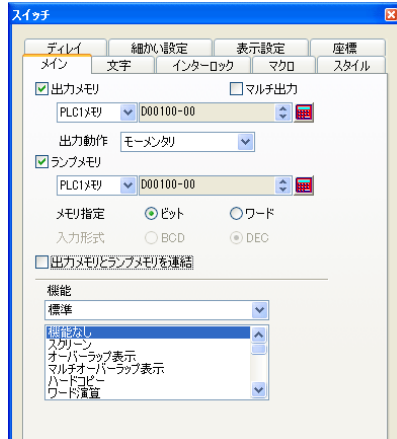 スイッチ
ディレイ 細かい設定 表示設定 座標
メイン 文字 インターロック マクロ スタイル
出力メモリ マルチ出力
PLC1メモリ D00100-00
出力動作 モーメンタリ
ランプメモリ
PLC1メモリ D00100-00
メモリ指定 ビット ワード
入力形式 BCD DEC
出力メモリとランプメモリを連結
機能
標準
機能なし
スクリーン
オーバーラップ表示
マルチオーバーラップ表示
ハードコピー
ワード演算